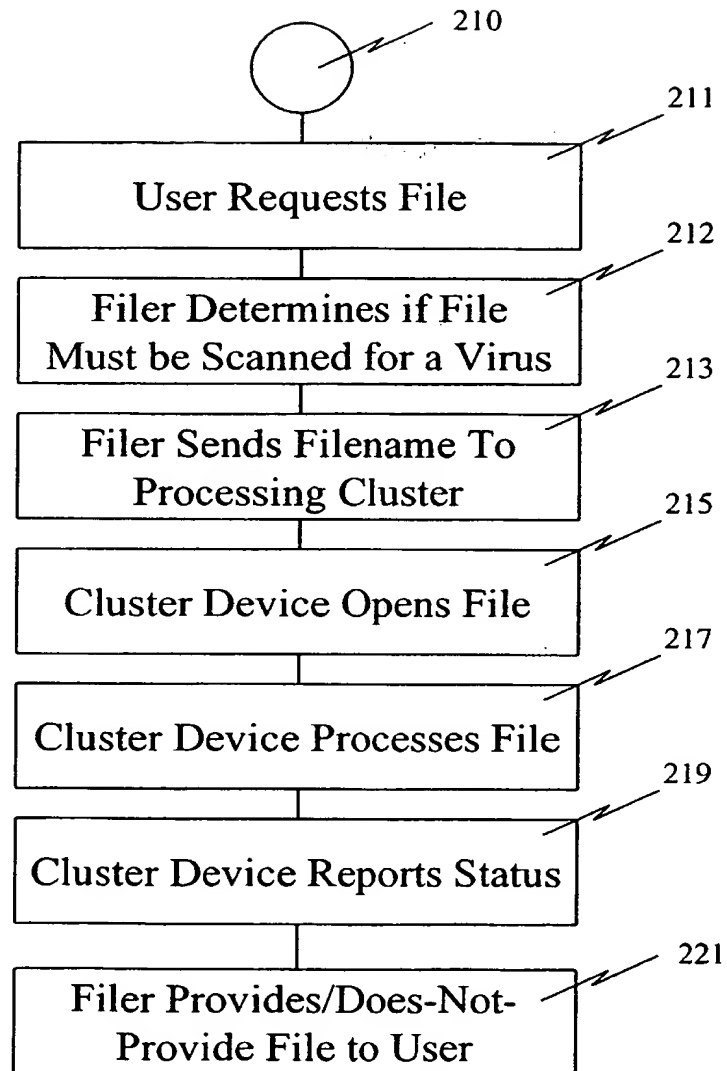 210
211
User Requests File
212
Filer Determines if File
Must be Scanned for a Virus
213
Filer Sends Filename To
Processing Cluster
215
Cluster Device Opens File
217
Cluster Device Processes File
219
Cluster Device Reports Status
221
Filer Provides/Does-Not-
Provide File to User